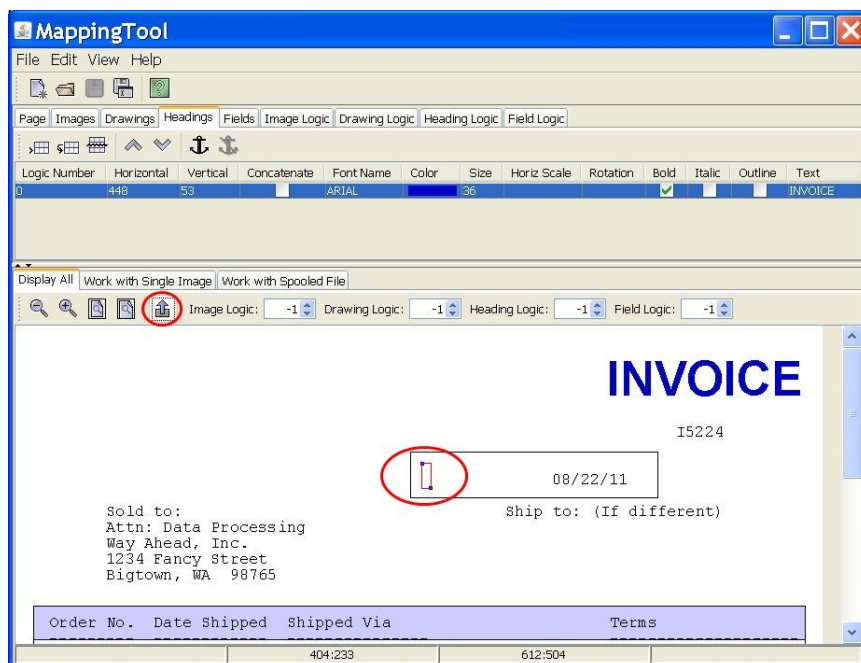 MappingTool
File Edit View Help
Page Images Drawings Headings Fields Image Logic Drawing Logic Heading Logic Field Logic
Logic Number Horizontal Vertical Concatenate Font Name Color Size Horiz Scale Rotation Bold Italic Outline Text
0 448 53 ARIAL 36 INVOICE
Display All Work with Single Image Work with Spooled File
Image Logic: -1 Drawing Logic: -1 Heading Logic: -1 Field Logic: -1
INVOICE
I5224
08/22/11
Sold to: Ship to: (If different)
Attn: Data Processing
Way Ahead, Inc.
1234 Fancy Street
Bigtown, WA 98765
Order No. Date Shipped Shipped Via Terms
404:233 612:504